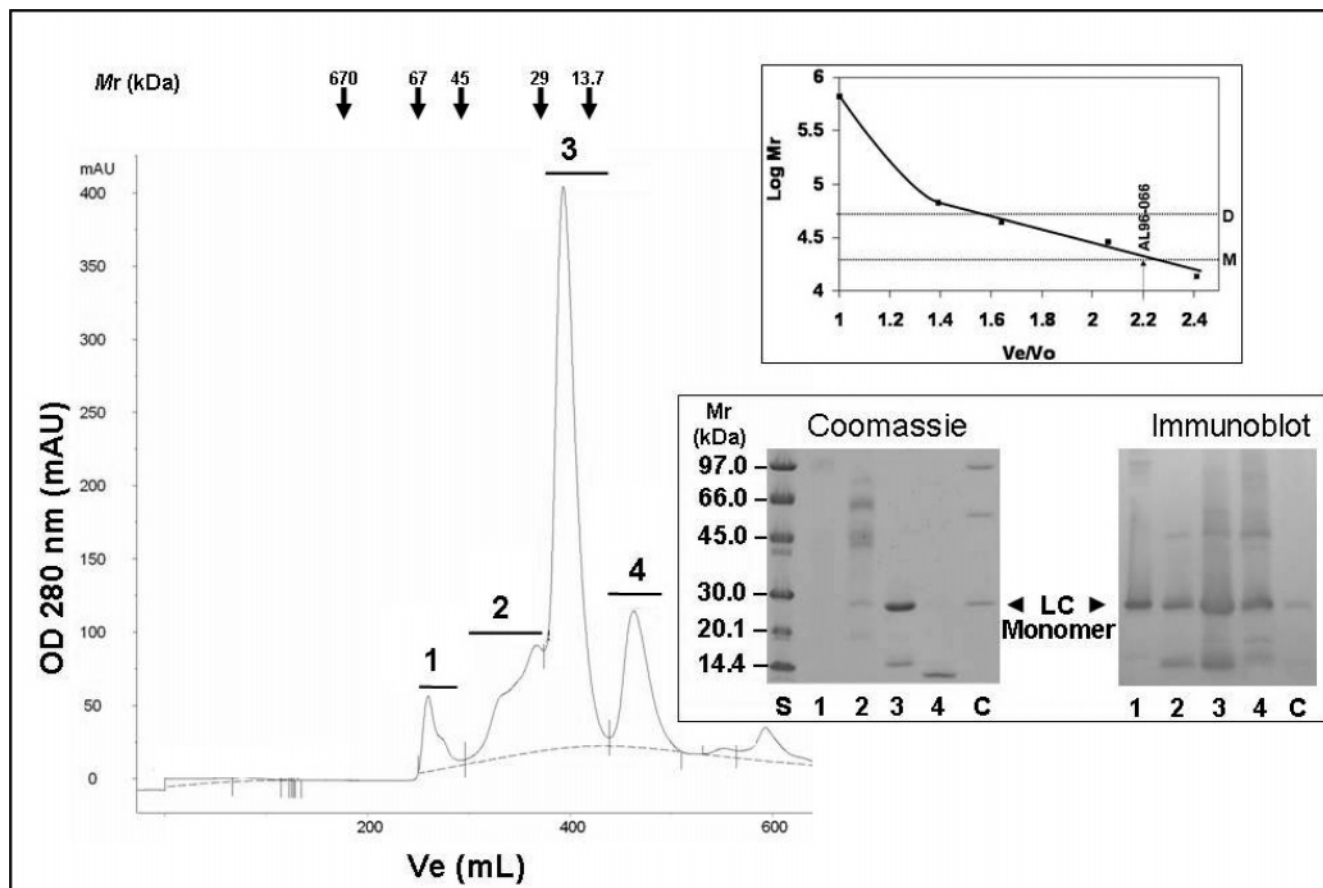 Mr (kDa)
670 67 45 29 13.7
mAU
400
350
300
250
200
150
100
50
0
OD 280 nm (mAU)
1
2
3
4
200 400 600
Ve (mL)
6
5.5
5
4.5
4
Log Mr
AL96-066
D
M
1 1.2 1.4 1.6 1.8 2 2.2 2.4
Ve/Vo
Mr
(kDa)
Coomassie
Immunoblot
97.0
66.0
45.0
30.0
20.1
14.4
LC
Monomer
S 1 2 3 4 C
1 2 3 4 C